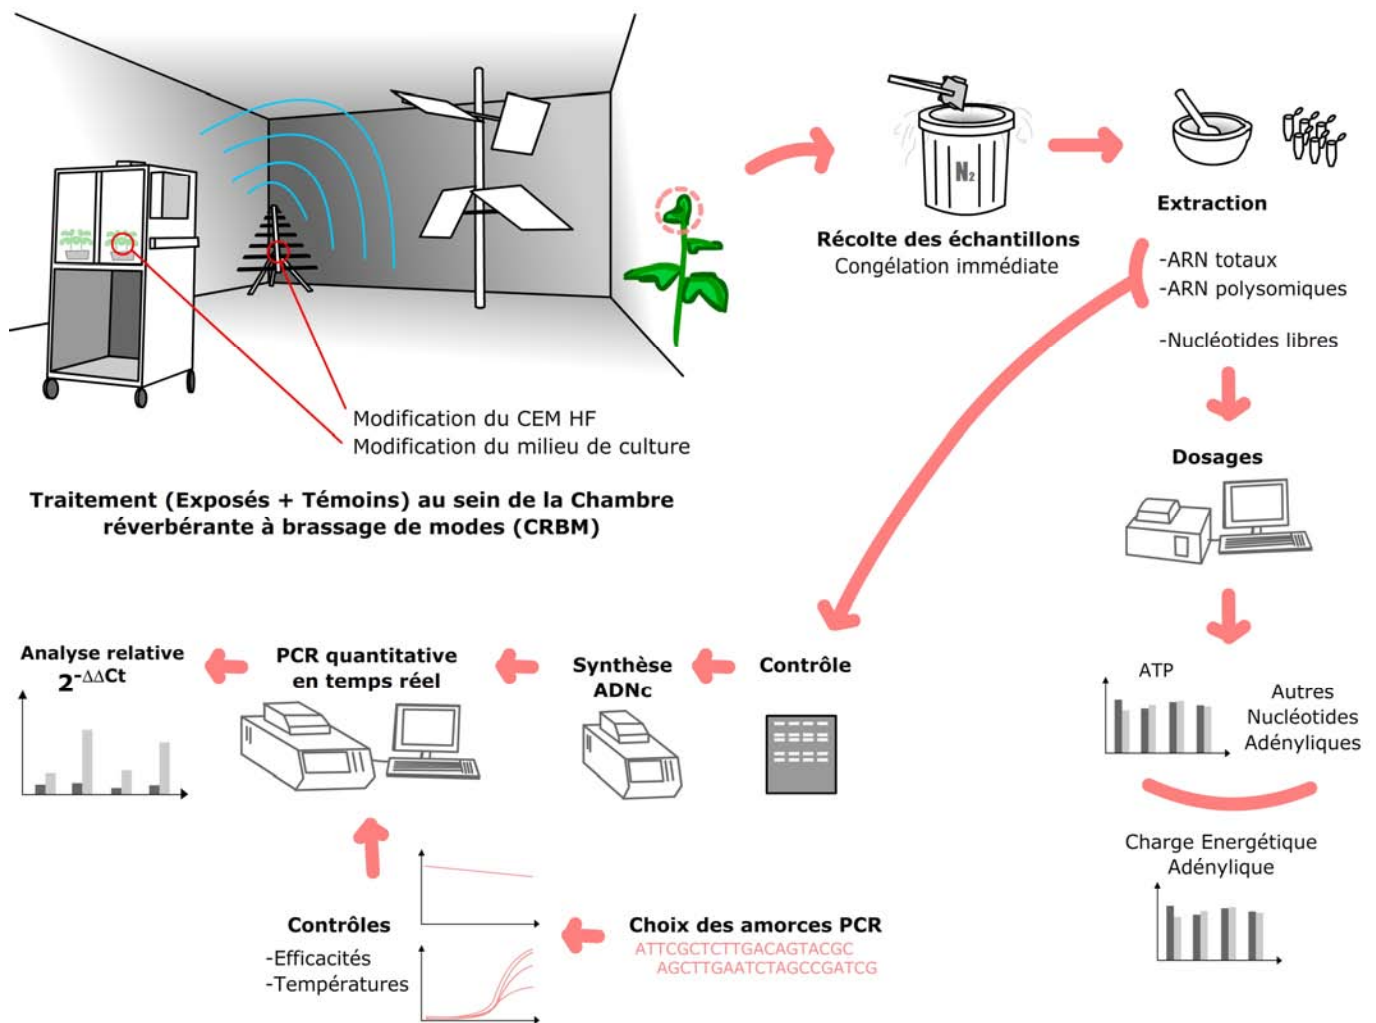 Modification du CEM HF
Modification du milieu de culture
Traitement (Exposés + Témoins) au sein de la Chambre
réverbérante à brassage de modes (CRBM)
N2
Récolte des échantillons
Congélation immédiate
Extraction
-ARN totaux
-ARN polysomiques
-Nucléotides libres
Dosages
ATP
Autres
Nucléotides
Adényliques
Charge Energétique
Adénylique
Contrôle
Synthèse
ADNc
PCR quantitative
en temps réel
Analyse relative
2-ΔΔCt
Contrôles
-Efficacités
-Températures
Choix des amorces PCR
ATTCGCTCTTGACAGTACGC
AGCTTGAATCTAGCCGATCG